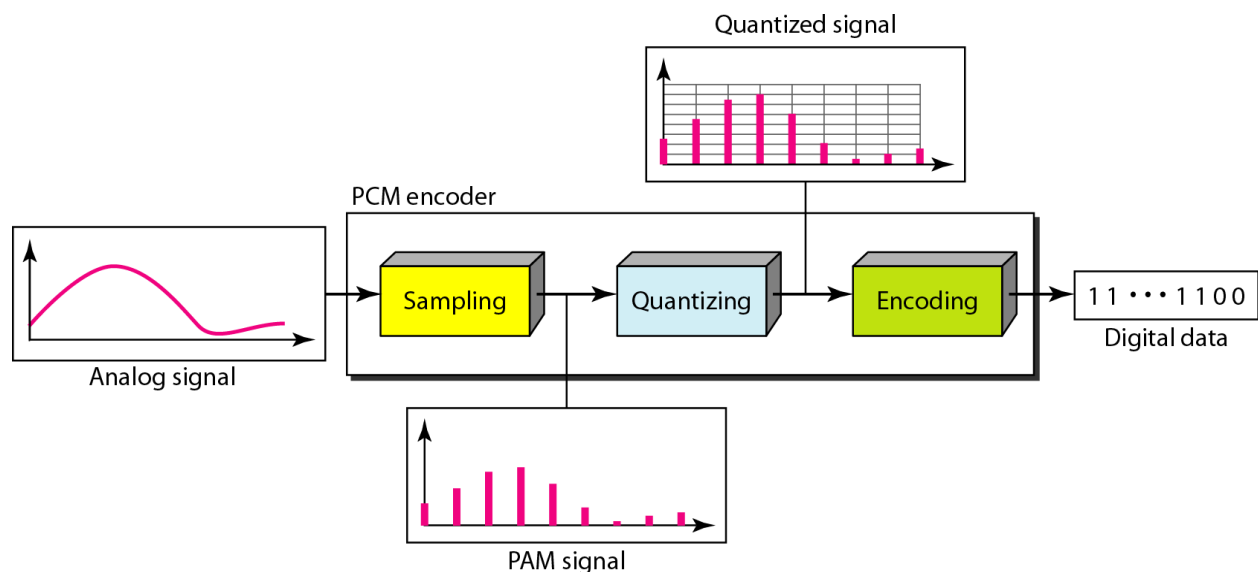 Quantized signal
PCM encoder
Sampling
Quantizing
Encoding
11 ··· 1100
Digital data
Analog signal
PAM signal